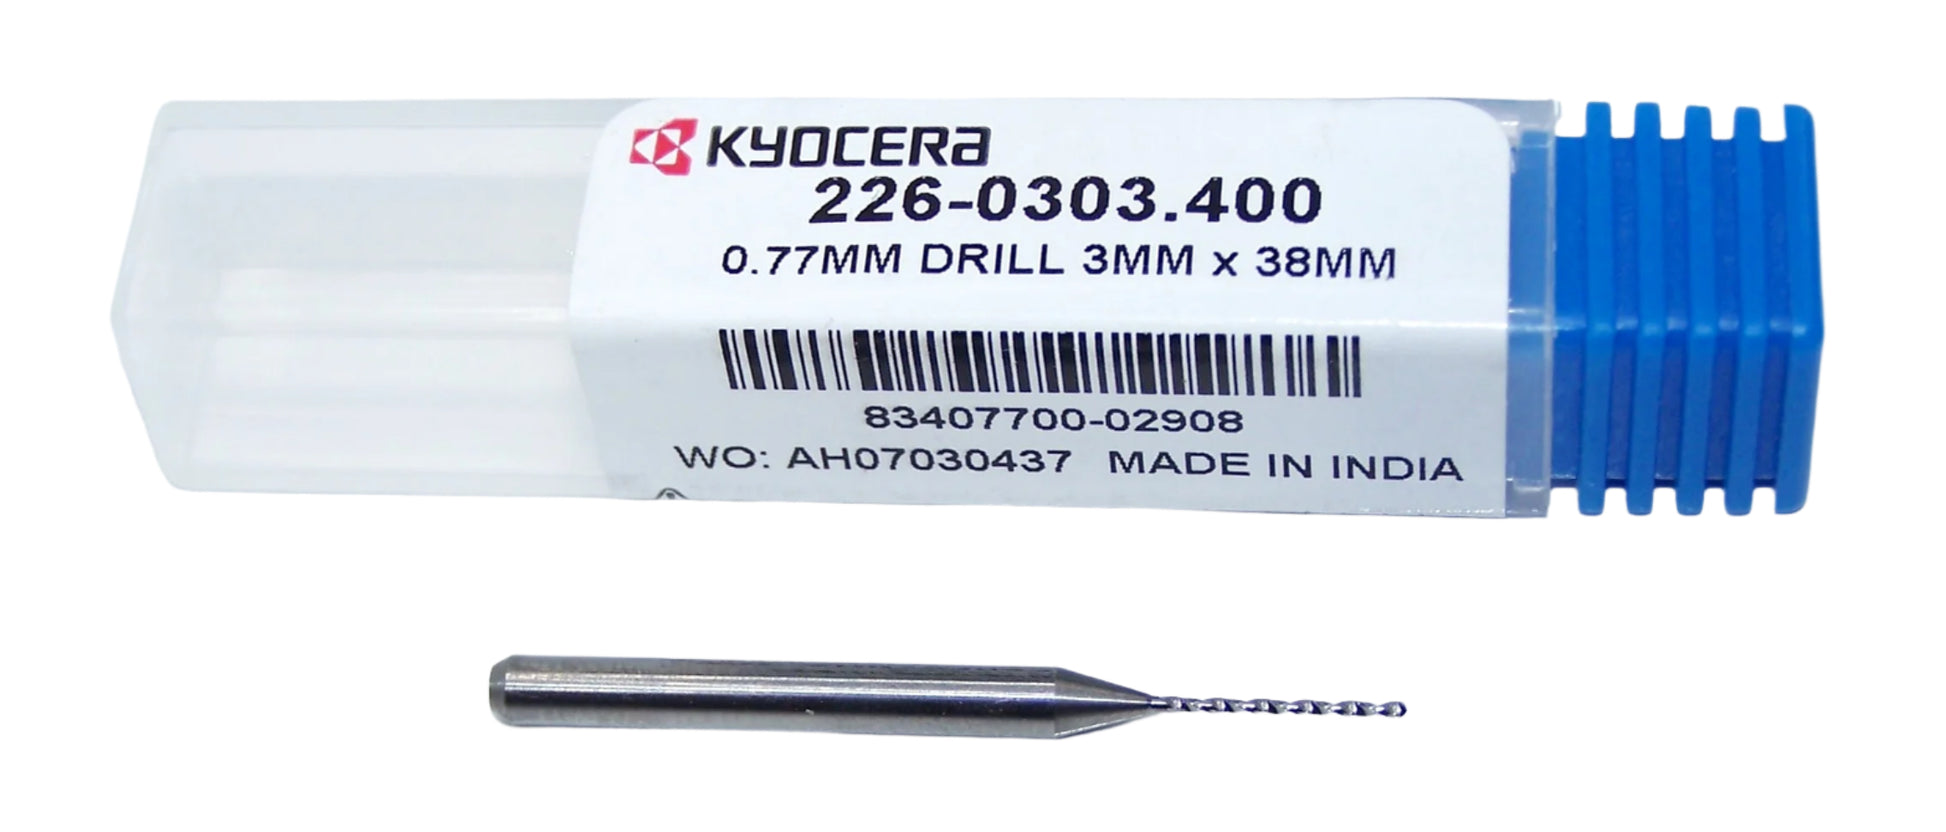 KYOCERA
226-0303.400
0.77MM DRILL 3MM x 38MM
83407700-02908
WO: AH07030437 MADE IN INDIA